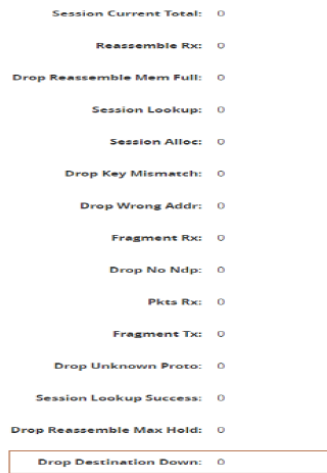 Session Current Total: 0
Reassemble Rx: 0
Drop Reassemble Mem Full: 0
Session Lookup: 0
Session Alloc: 0
Drop Key Mismatch: 0
Drop Wrong Addr: 0
Fragment Rx: 0
Drop No Ndp: 0
Pkts Rx: 0
Fragment Tx: 0
Drop Unknown Proto: 0
Session Lookup Success: 0
Drop Reassemble Max Hold: 0
Drop Destination Down: 0